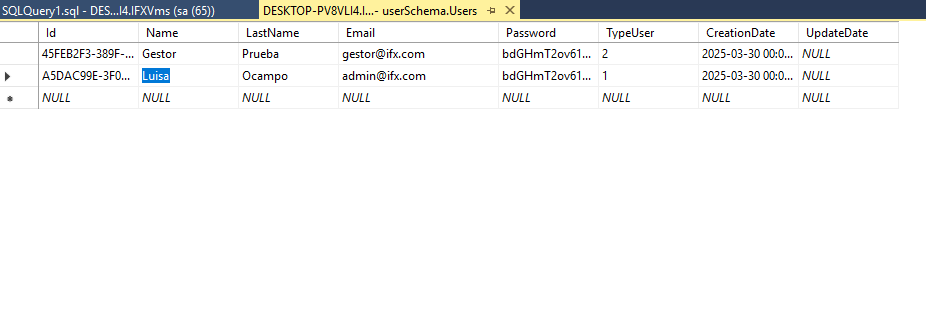 SQLQuery1.sql - DES...I4.IFXVms (sa (65)) DESKTOP-PV8VLI4.I...- userSchema.Users
Id Name LastName Email Password TypeUser CreationDate UpdateDate
45FEB2F3-389F-... Gestor Prueba gestor@ifx.com bdGHmT2ov61... 2 2025-03-30 00:0... NULL
A5DAC99E-3F0... Luisa Ocampo admin@ifx.com bdGHmT2ov61... 1 2025-03-30 00:0... NULL
NULL NULL NULL NULL NULL NULL NULL NULL